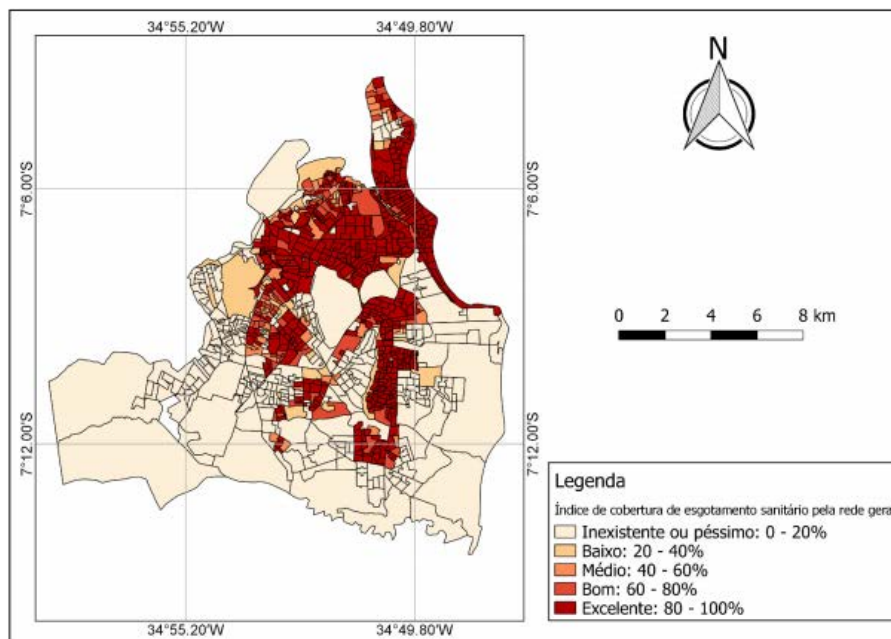 34°55.20'W 34°49.80'W
N
7°6.00'S 7°6.00'S
0 2 4 6 8 km
7°12.00'S 7°12.00'S
Legenda
Índice de cobertura de esgotamento sanitário pela rede gera
Inexistente ou péssimo: 0 - 20%
Baixo: 20 - 40%
Médio: 40 - 60%
Bom: 60 - 80%
Excelente: 80 - 100%
34°55.20'W 34°49.80'W